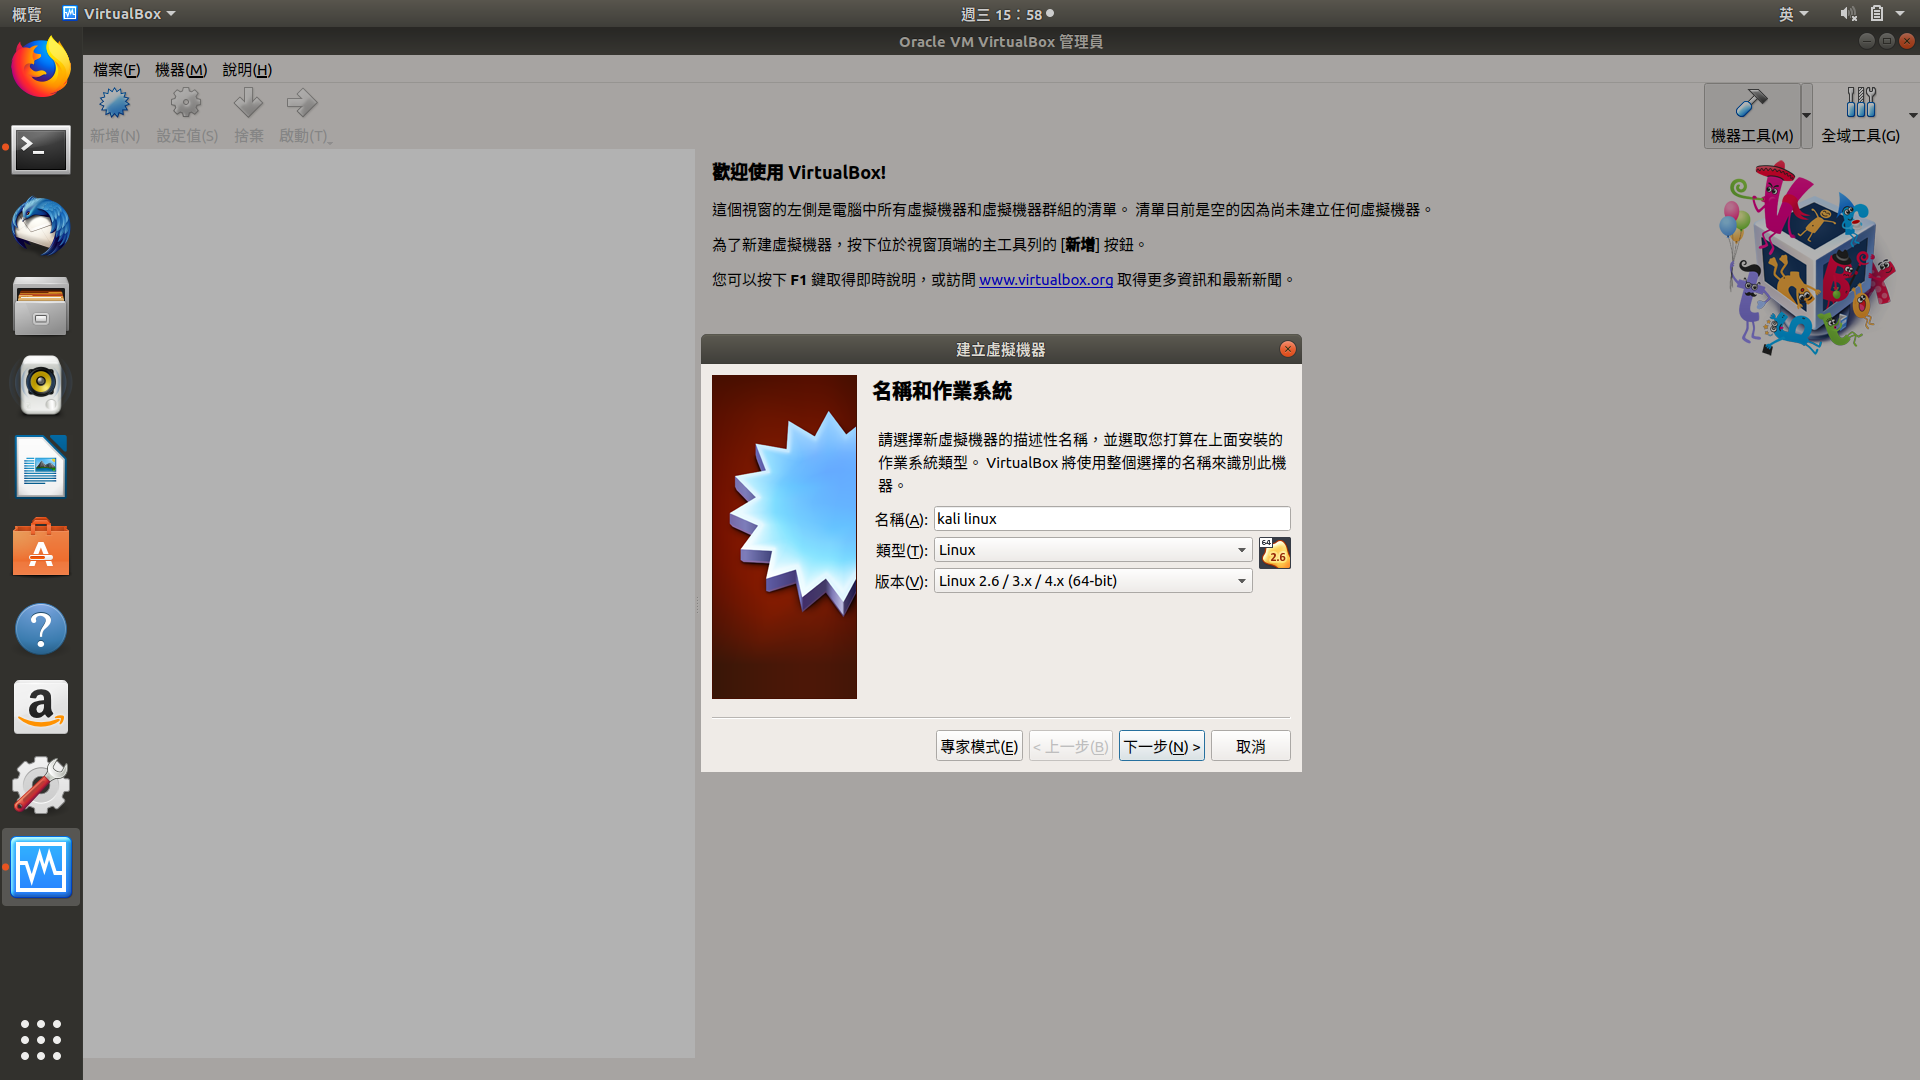 概覽 VirtualBox 週三 15：58 英
Oracle VM VirtualBox 管理員
檔案(F) 機器(M) 說明(H)
新增(N) 設定值(S) 捨棄 啟動(T) 機器工具(M) 全域工具(G)
歡迎使用 VirtualBox!
這個視窗的左側是電腦中所有虛擬機器和虛擬機器群組的清單。 清單目前是空的因為尚未建立任何虛擬機器。
為了新建虛擬機器，按下位於視窗頂端的主工具列的 [新增] 按鈕。
您可以按下 F1 鍵取得即時說明，或訪問 www.virtualbox.org 取得更多資訊和最新新聞。
建立虛擬機器
名稱和作業系統
請選擇新虛擬機器的描述性名稱，並選取您打算在上面安裝的
作業系統類型。 VirtualBox 將使用整個選擇的名稱來識別此機
器。
名稱(A): kali linux
類型(T): Linux
64
2.6
版本(V): Linux 2.6 / 3.x / 4.x (64-bit)
專家模式(E) < 上一步(B) 下一步(N) > 取消